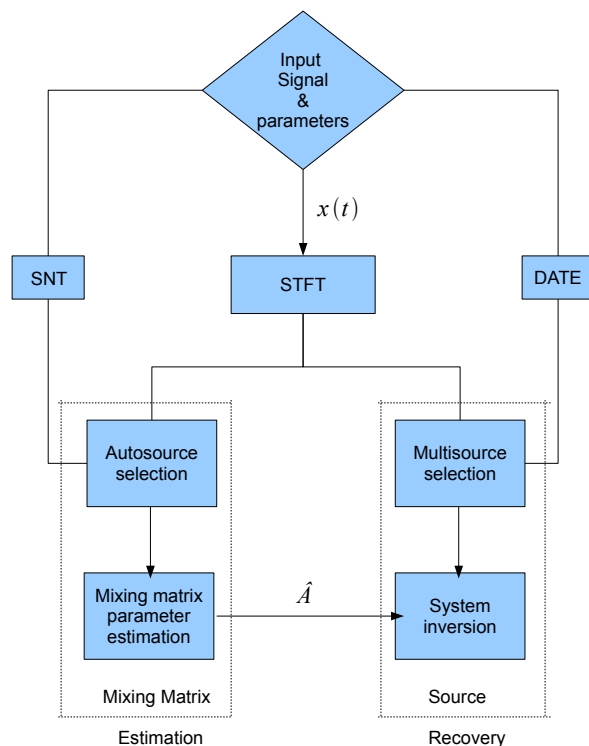 Input
Signal
&
parameters
x(t)
SNT
STFT
DATE
Autosource
selection
Multisource
selection
Mixing matrix
parameter
estimation
Â
System
inversion
Mixing Matrix
Source
Estimation
Recovery